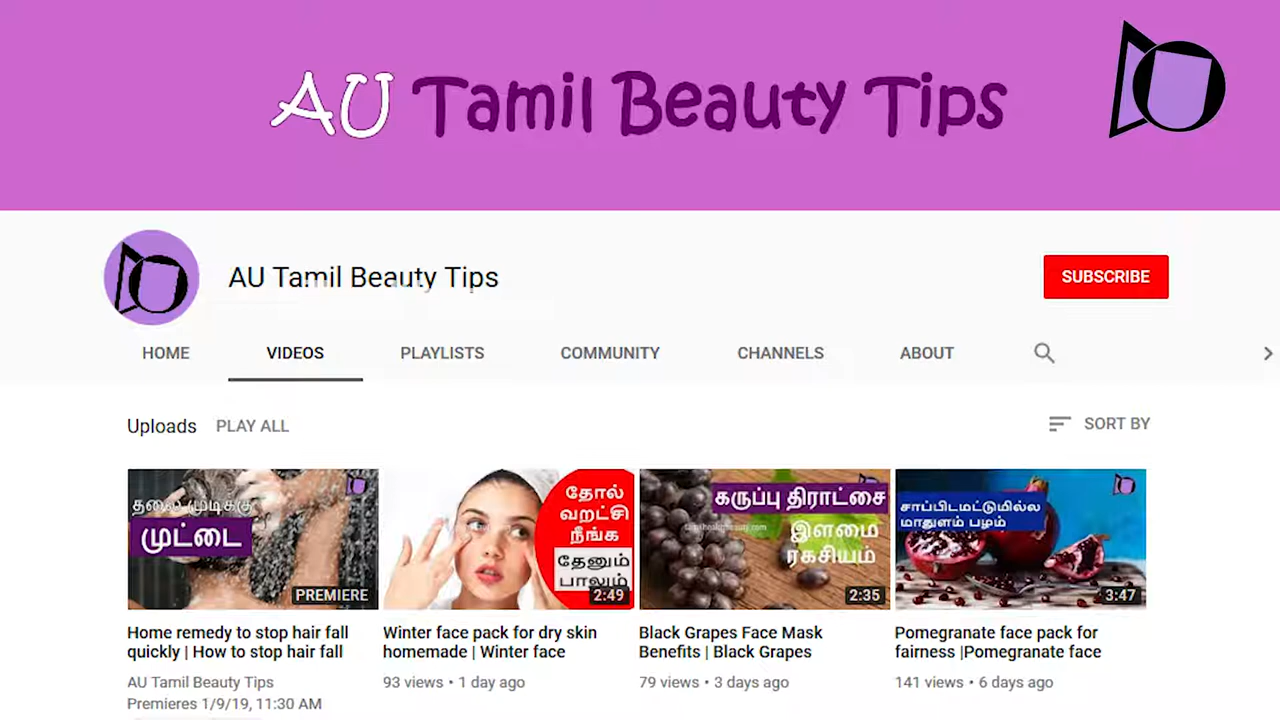 AU Tamil Beauty Tips
AU Tamil Beauty Tips
SUBSCRIBE
HOME VIDEOS PLAYLISTS COMMUNITY CHANNELS ABOUT
Uploads PLAY ALL
SORT BY
தலை முடிக்கு
முட்டை
PREMIERE
Home remedy to stop hair fall
quickly | How to stop hair fall
AU Tamil Beauty Tips
Premieres 1/9/19, 11:30 AM
தோல்
வறட்சி
நீங்க
தேனும்
பாலும்
2:49
Winter face pack for dry skin
homemade | Winter face
93 views • 1 day ago
கருப்பு திராட்சை
இளமை
ரகசியம்
2:35
Black Grapes Face Mask
Benefits | Black Grapes
79 views • 3 days ago
சாப்பிடமட்டுமில்ல
மாதுளம் பழம்
3:47
Pomegranate face pack for
fairness |Pomegranate face
141 views • 6 days ago